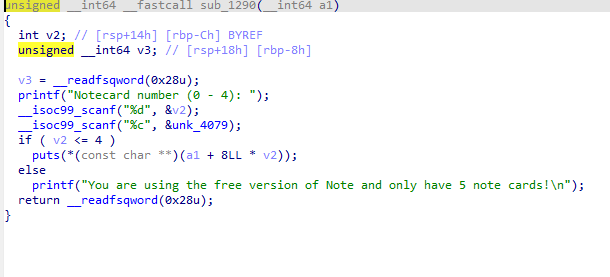 unsigned __int64 __fastcall sub_1290(__int64 a1)
{
int v2; // [rsp+14h] [rbp-Ch] BYREF
unsigned __int64 v3; // [rsp+18h] [rbp-8h]
v3 = __readfsqword(0x28u);
printf("Notecard number (0 - 4): ");
__isoc99_scanf("%d", &v2);
__isoc99_scanf("%c", &unk_4079);
if ( v2 <= 4 )
puts(*(const char **)(a1 + 8LL * v2));
else
printf("You are using the free version of Note and only have 5 note cards!\n");
return __readfsqword(0x28u);
}